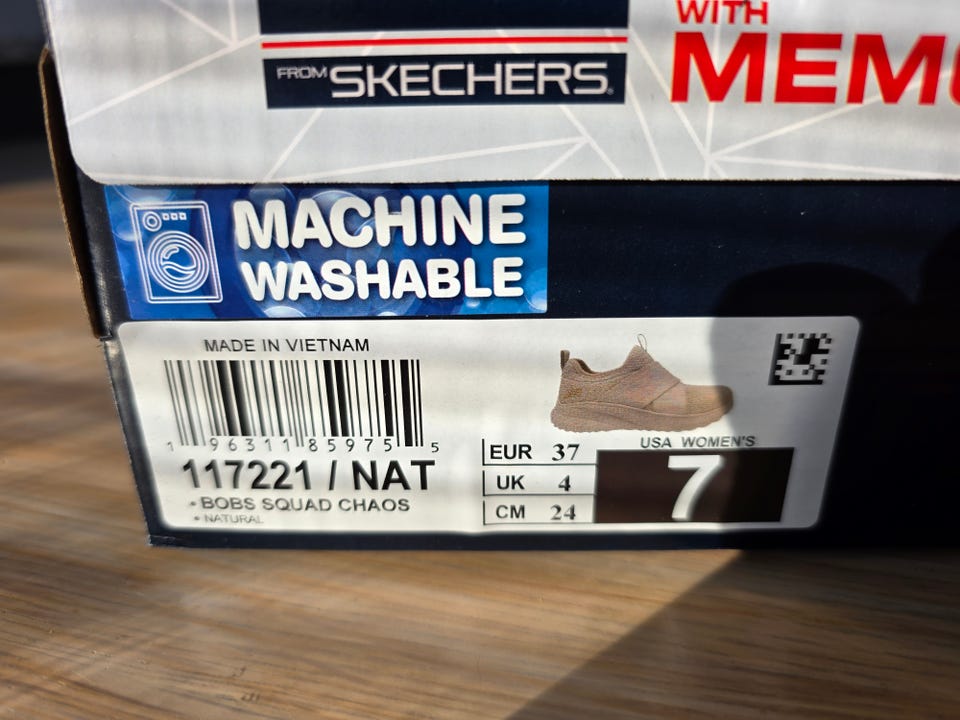 WITH
MEM
FROM SKECHERS®
MACHINE
WASHABLE
MADE IN VIETNAM
1 96311 85975 5
117221 / NAT
• BOBS SQUAD CHAOS
• NATURAL
EUR 37
UK 4
CM 24
USA WOMEN'S
7